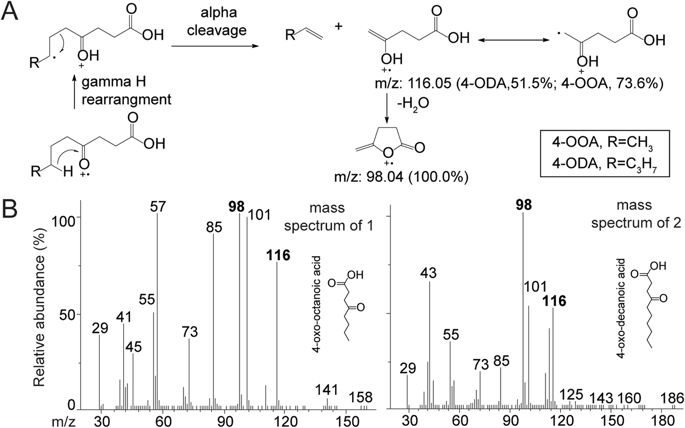 A
alpha
cleavage
+
OH
O
R
OH
+
gamma H
rearrangment
R
H
O
+•
O
OH
R
OH
+•
O
OH
OH
+
O
OH
m/z: 116.05 (4-ODA,51.5%; 4-OOA, 73.6%)
-H2O
O
O
+•
m/z: 98.04 (100.0%)
4-OOA, R=CH3
4-ODA, R=C3H7
B
Relative abundance (%)
100
50
0
m/z
30
60
90
120
150
29
41
45
55
57
73
85
98
101
116
141
158
mass
spectrum of 1
4-oxo-octanoic acid
OH
O
O
30
60
90
120
150
180
29
43
55
73
85
98
101
116
125
143
160
186
mass
spectrum of 2
4-oxo-decanoic acid
OH
O
O